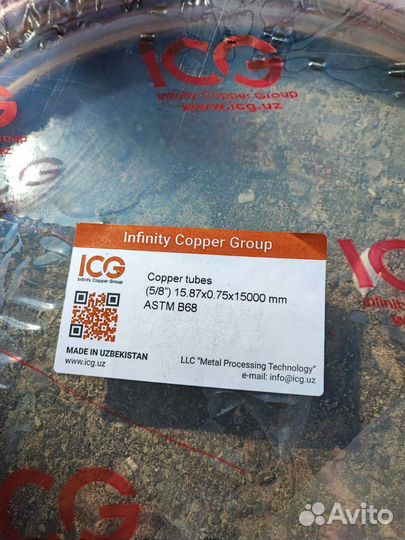 ICG
Infinity Copper Group
www.icg.uz
Infinity Copper Group
ICG
Infinity Copper Group
Copper tubes
(5/8") 15.87x0.75x15000 mm
ASTM B68
MADE IN UZBEKISTAN
www.icg.uz
LLC "Metal Processing Technology"
e-mail: info@icg.uz
ICG
Avito